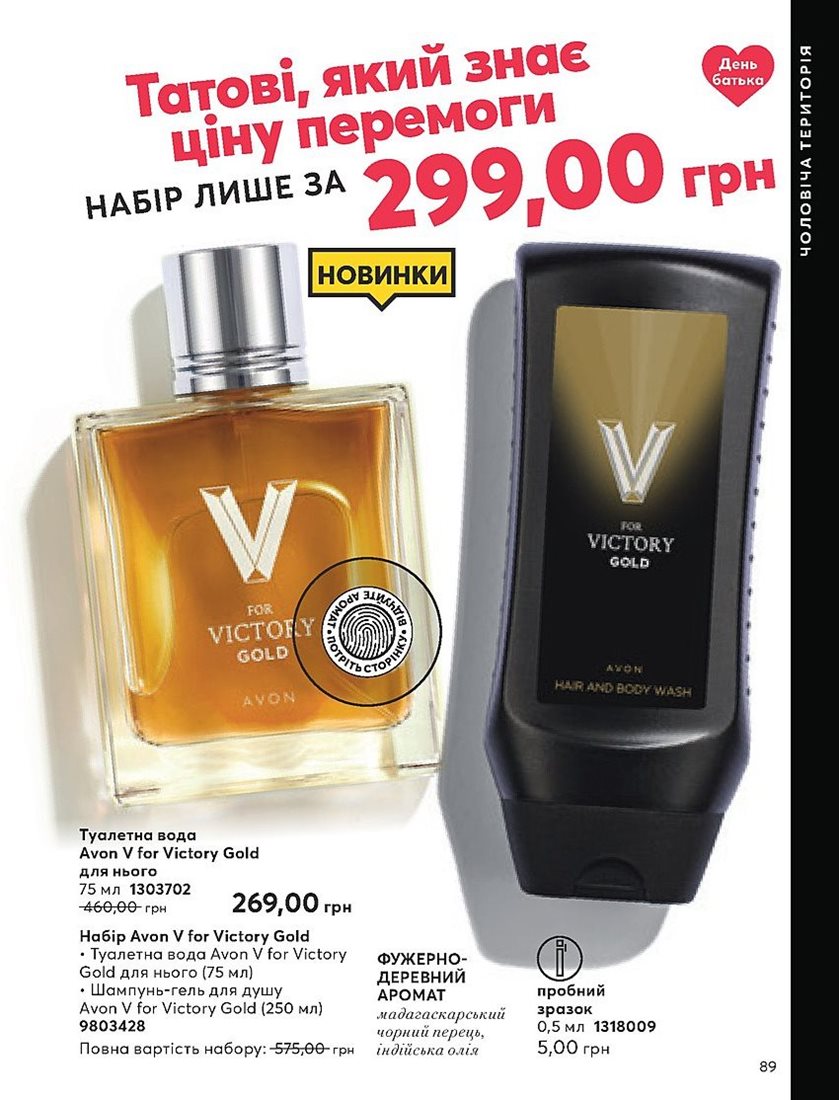 Татові, який знає
ціну перемоги
НАБІР ЛИШЕ ЗА 299,00 грн
День
батька
ЧОЛОВІЧА ТЕРИТОРІЯ
НОВИНКИ
V
FOR
VICTORY
GOLD
AVON
ВІДЧУЙТЕ АРОМАТ • ПОТРІТЬ СТОРІНКУ •
V
FOR
VICTORY
GOLD
AVON
HAIR AND BODY WASH
Туалетна вода
Avon V for Victory Gold
для нього
75 мл 1303702
460,00 грн
269,00 грн
Набір Avon V for Victory Gold
• Туалетна вода Avon V for Victory
Gold для нього (75 мл)
• Шампунь-гель для душу
Avon V for Victory Gold (250 мл)
9803428
Повна вартість набору: 575,00 грн
ФУЖЕРНО-
ДЕРЕВНИЙ
АРОМАТ
мадагаскарський
чорний перець,
індійська олія
пробний
зразок
0,5 мл 1318009
5,00 грн
89